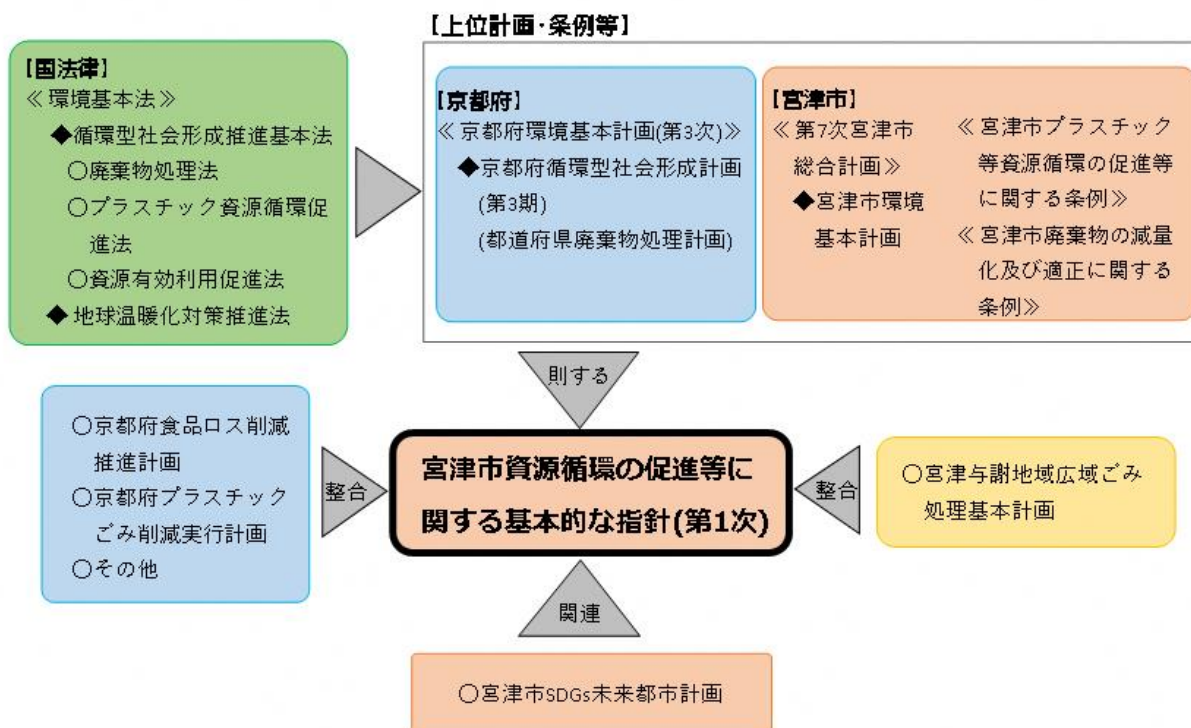 【上位計画・条例等】
【国法律】
≪環境基本法≫
◆循環型社会形成推進基本法
〇廃棄物処理法
〇プラスチック資源循環促
進法
〇資源有効利用促進法
◆地球温暖化対策推進法
【京都府】
≪京都府環境基本計画(第3次)≫
◆京都府循環型社会形成計画
(第3期)
(都道府県廃棄物処理計画)
【宮津市】
≪第7次宮津市
総合計画≫
◆宮津市環境
基本計画
≪宮津市プラスチック
等資源循環の促進等
に関する条例≫
≪宮津市廃棄物の減量
化及び適正に関する
条例≫
則する
〇京都府食品ロス削減
推進計画
〇京都府プラスチック
ごみ削減実行計画
〇その他
整合
宮津市資源循環の促進等に
関する基本的な指針(第1次)
整合
〇宮津与謝地域広域ごみ
処理基本計画
関連
〇宮津市SDGs未来都市計画